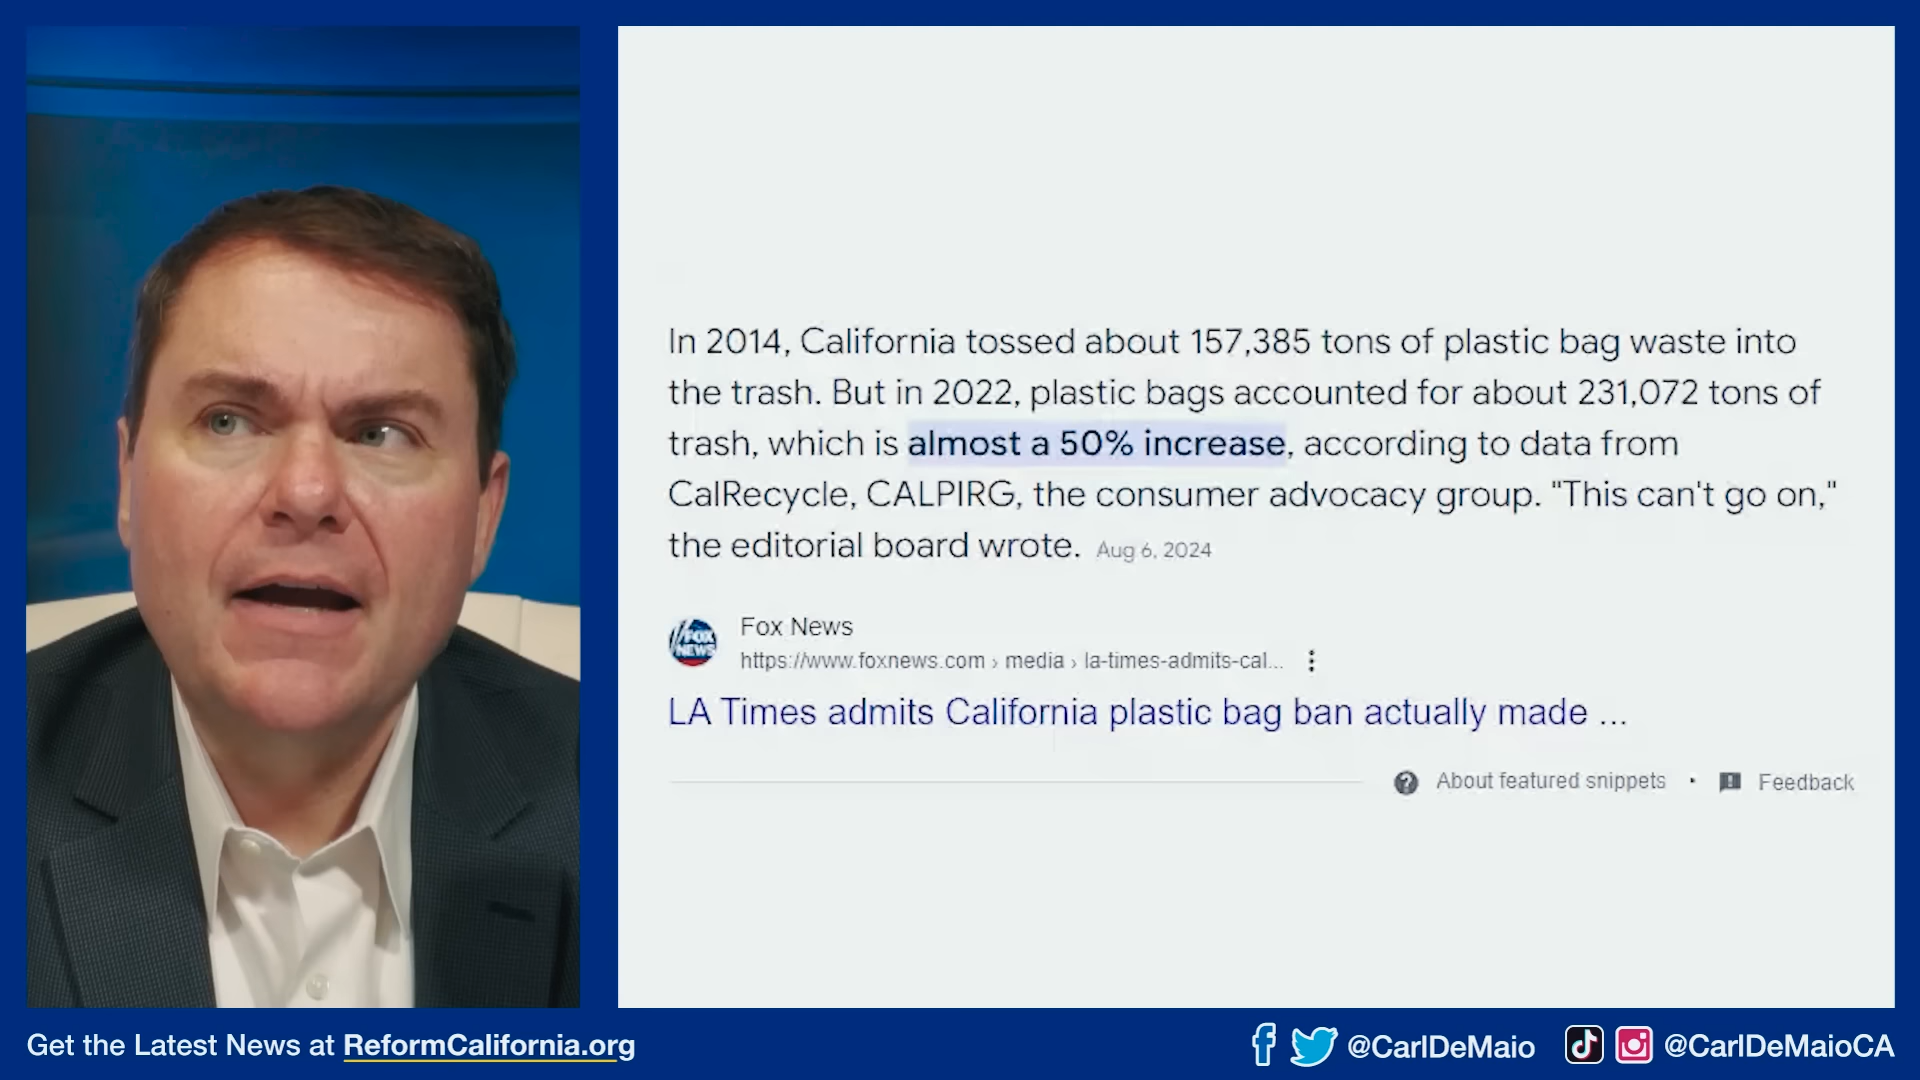 In 2014, California tossed about 157,385 tons of plastic bag waste into
the trash. But in 2022, plastic bags accounted for about 231,072 tons of
trash, which is almost a 50% increase, according to data from
CalRecycle, CALPIRG, the consumer advocacy group. "This can't go on,"
the editorial board wrote. Aug 6, 2024
FOX NEWS
Fox News
https://www.foxnews.com › media › la-times-admits-cal...
LA Times admits California plastic bag ban actually made ...
About featured snippets · Feedback
Get the Latest News at ReformCalifornia.org
@CarlDeMaio
@CarlDeMaioCA